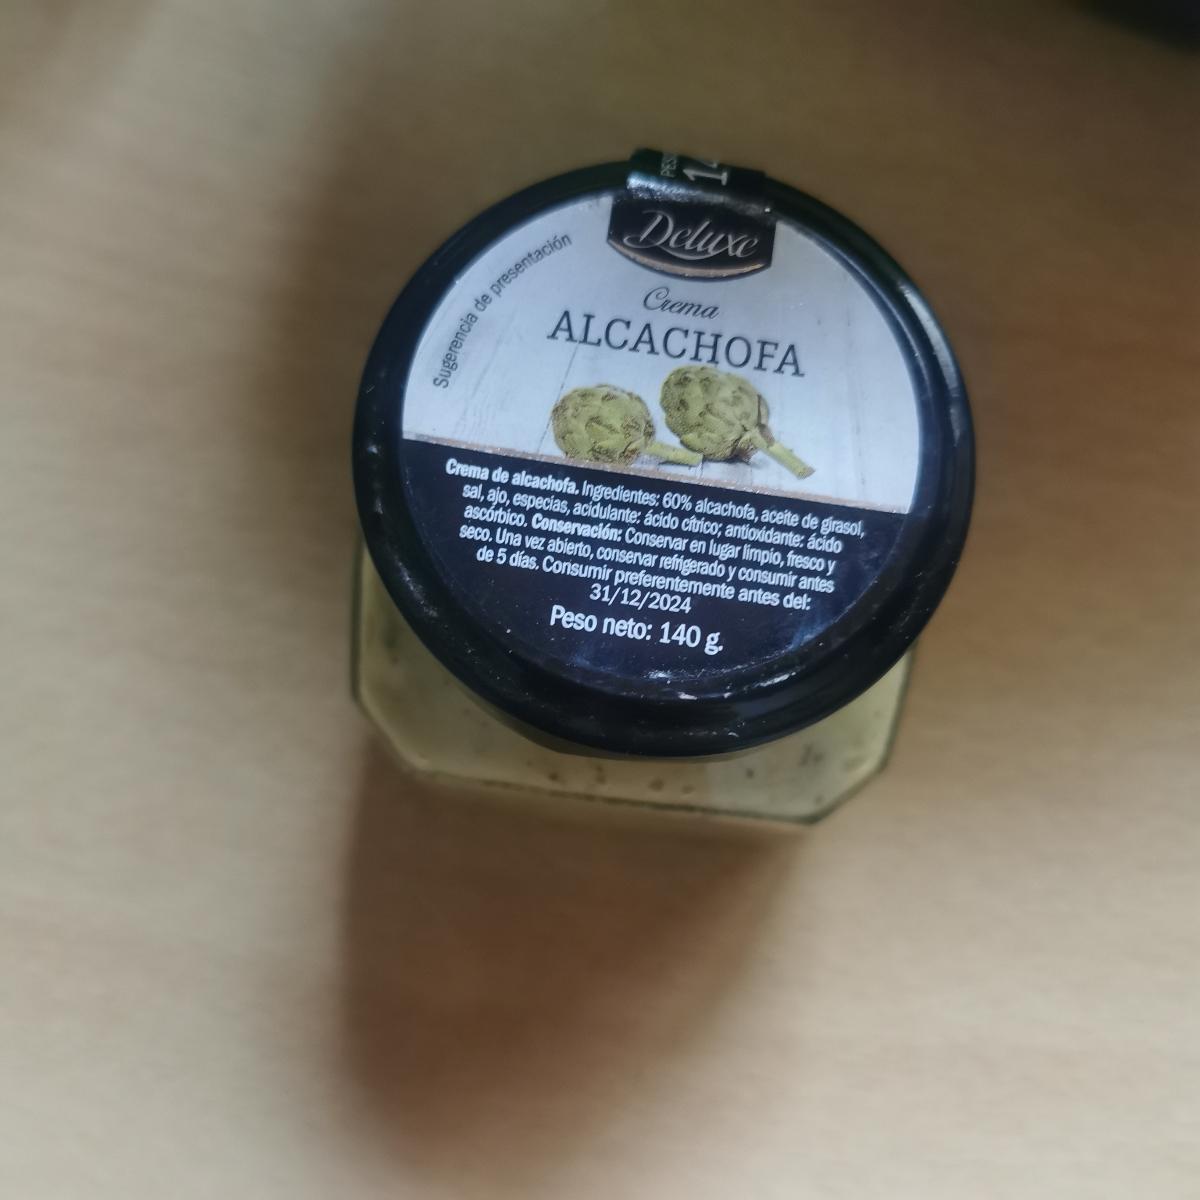 Deluxe
Crema
ALCACHOFA
Sugerencia de presentación
Crema de alcachofa. Ingredientes: 60% alcachofa, aceite de girasol,
sal, ajo, especias, acidulante: ácido cítrico; antioxidante: ácido
ascórbico. Conservación: Conservar en lugar limpio, fresco y
seco. Una vez abierto, conservar refrigerado y consumir antes
de 5 días. Consumir preferentemente antes del:
31/12/2024
Peso neto: 140 g.